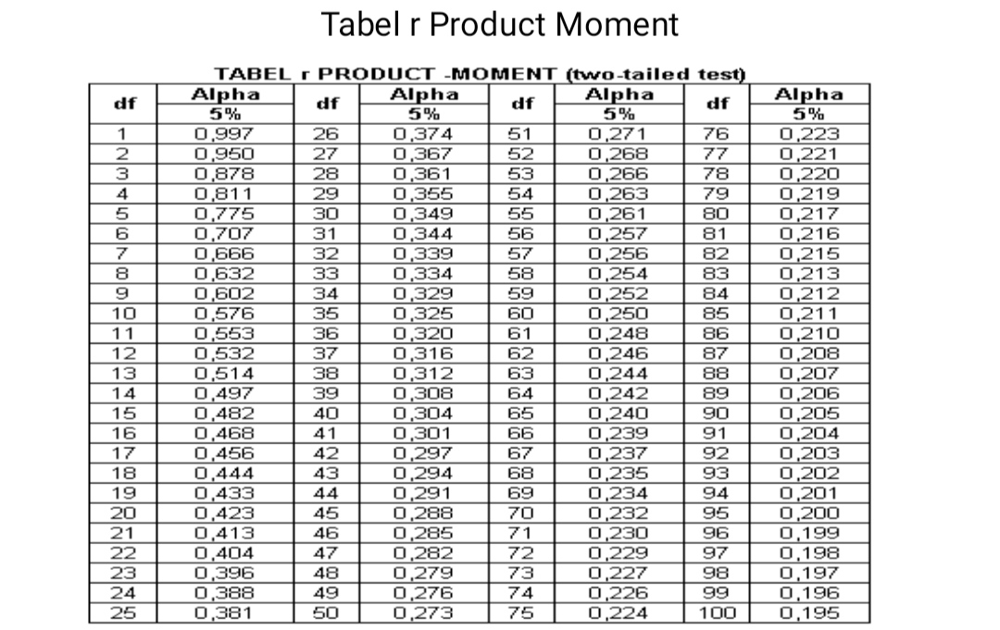 Tabel r Product Moment
TABEL r PRODUCT -MOMENT (two-tailed test)
df Alpha df Alpha df Alpha df Alpha
5% 5% 5% 5%
1 0,997 26 0,374 51 0,271 76 0,223
2 0,950 27 0,367 52 0,268 77 0,221
3 0,878 28 0,361 53 0,266 78 0,220
4 0,811 29 0,355 54 0,263 79 0,219
5 0,775 30 0,349 55 0,261 80 0,217
6 0,707 31 0,344 56 0,257 81 0,216
7 0,666 32 0,339 57 0,256 82 0,215
8 0,632 33 0,334 58 0,254 83 0,213
9 0,602 34 0,329 59 0,252 84 0,212
10 0,576 35 0,325 60 0,250 85 0,211
11 0,553 36 0,320 61 0,248 86 0,210
12 0,532 37 0,316 62 0,246 87 0,208
13 0,514 38 0,312 63 0,244 88 0,207
14 0,497 39 0,308 64 0,242 89 0,206
15 0,482 40 0,304 65 0,240 90 0,205
16 0,468 41 0,301 66 0,239 91 0,204
17 0,456 42 0,297 67 0,237 92 0,203
18 0,444 43 0,294 68 0,235 93 0,202
19 0,433 44 0,291 69 0,234 94 0,201
20 0,423 45 0,288 70 0,232 95 0,200
21 0,413 46 0,285 71 0,230 96 0,199
22 0,404 47 0,282 72 0,229 97 0,198
23 0,396 48 0,279 73 0,227 98 0,197
24 0,388 49 0,276 74 0,226 99 0,196
25 0,381 50 0,273 75 0,224 100 0,195